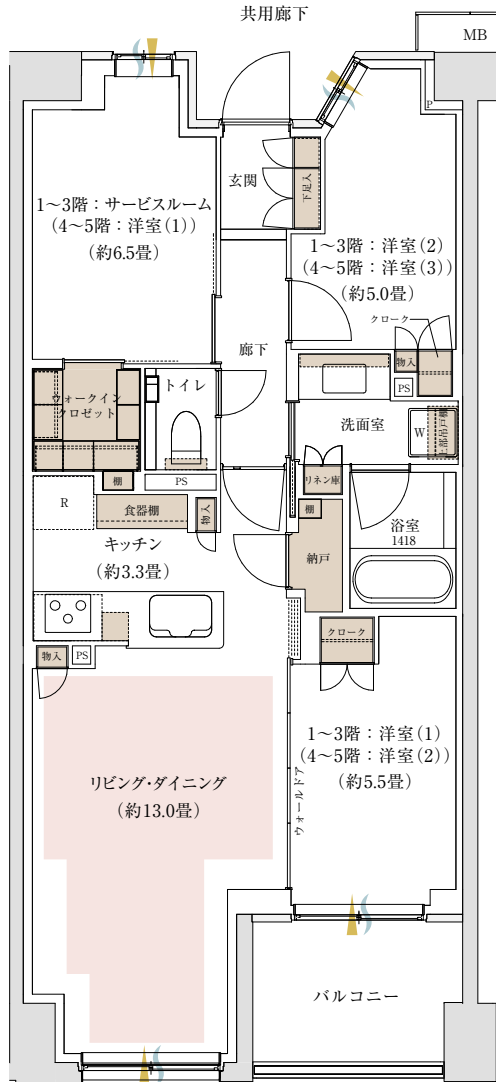 共用廊下
MB
P
玄関
下足入
1〜3階：サービスルーム
(4〜5階：洋室(1))
(約6.5畳)
1〜3階：洋室(2)
(4〜5階：洋室(3))
(約5.0畳)
クローク
廊下
物入
PS
トイレ
ウォークイン
クロゼット
洗面室
W
上部吊戸棚
棚
PS
リネン庫
R
食器棚
物入
棚
浴室
1418
キッチン
(約3.3畳)
納戸
クローク
物入
PS
1〜3階：洋室(1)
(4〜5階：洋室(2))
(約5.5畳)
リビング・ダイニング
(約13.0畳)
ウォールドア
バルコニー